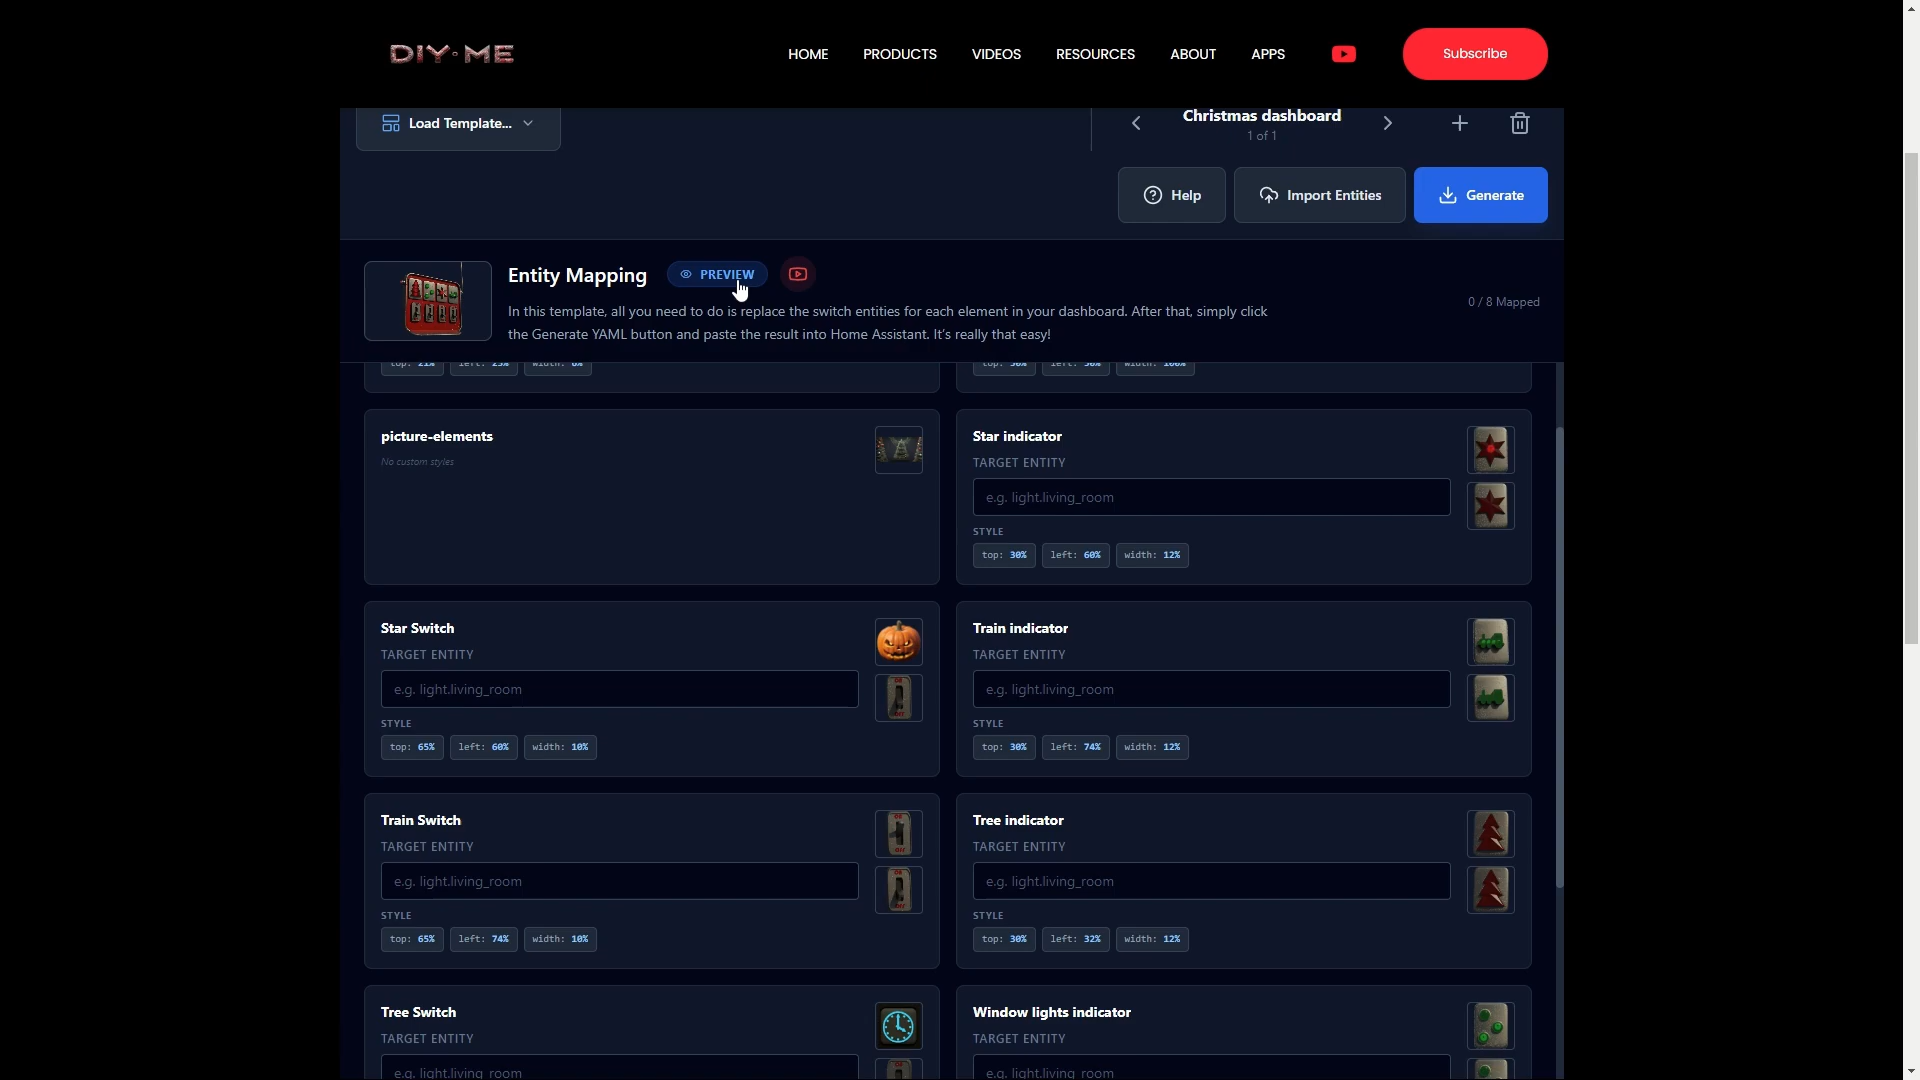 DIY·ME
HOME
PRODUCTS
VIDEOS
RESOURCES
ABOUT
APPS
Subscribe
Load Template...
Christmas dashboard
1 of 1
Help
Import Entities
Generate
Entity Mapping
PREVIEW
In this template, all you need to do is replace the switch entities for each element in your dashboard. After that, simply click
the Generate YAML button and paste the result into Home Assistant. It's really that easy!
0 / 8 Mapped
picture-elements
No custom styles
Star indicator
TARGET ENTITY
e.g. light.living_room
STYLE
top: 30% left: 60% width: 12%
Star Switch
TARGET ENTITY
e.g. light.living_room
STYLE
top: 65% left: 60% width: 10%
Train indicator
TARGET ENTITY
e.g. light.living_room
STYLE
top: 30% left: 74% width: 12%
Train Switch
TARGET ENTITY
e.g. light.living_room
STYLE
top: 65% left: 74% width: 10%
Tree indicator
TARGET ENTITY
e.g. light.living_room
STYLE
top: 30% left: 32% width: 12%
Tree Switch
TARGET ENTITY
e.g. light.living_room
Window lights indicator
TARGET ENTITY
e.g. light.living_room